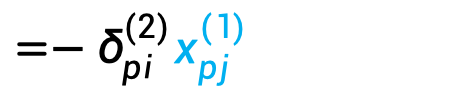 =− δ_{pi}^{(2)} x_{pj}^{(1)}